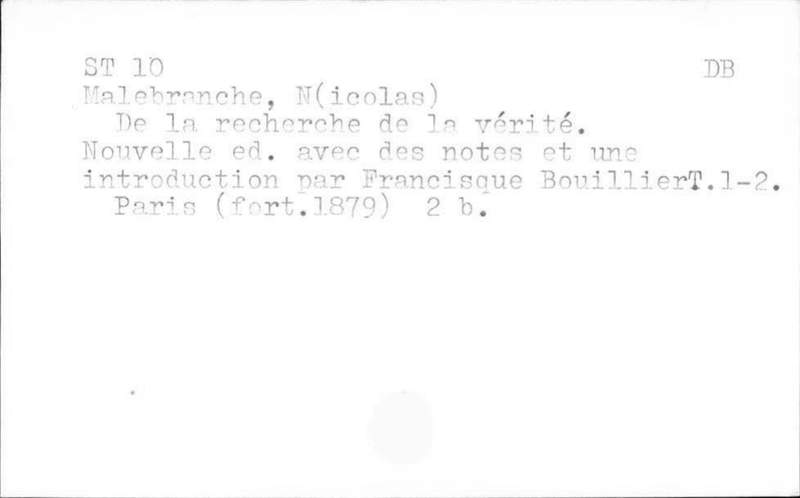 ST 10 DB
Malebranche, N(icolas)
De la recherche de la vérité.
Nouvelle ed. avec des notes et une
introduction par Francisque BouillierT.1-2.
Paris (fort.1879) 2 b.